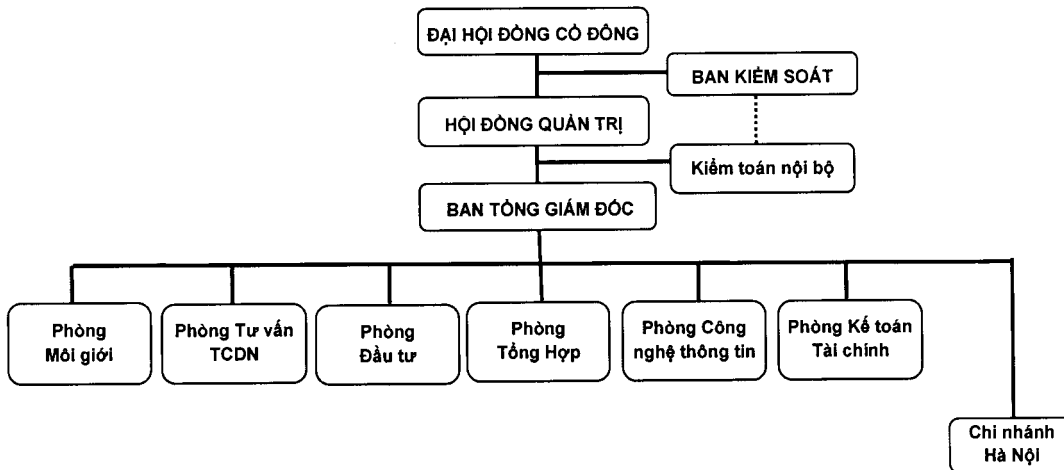 ĐẠI HỘI ĐỒNG CỔ ĐÔNG
BAN KIỂM SOÁT
HỘI ĐỒNG QUẢN TRỊ
Kiểm toán nội bộ
BAN TỔNG GIÁM ĐỐC
Phòng
Môi giới
Phòng Tư vấn
TCDN
Phòng
Đầu tư
Phòng
Tổng Hợp
Phòng Công
nghệ thông tin
Phòng Kế toán
Tài chính
Chi nhánh
Hà Nội